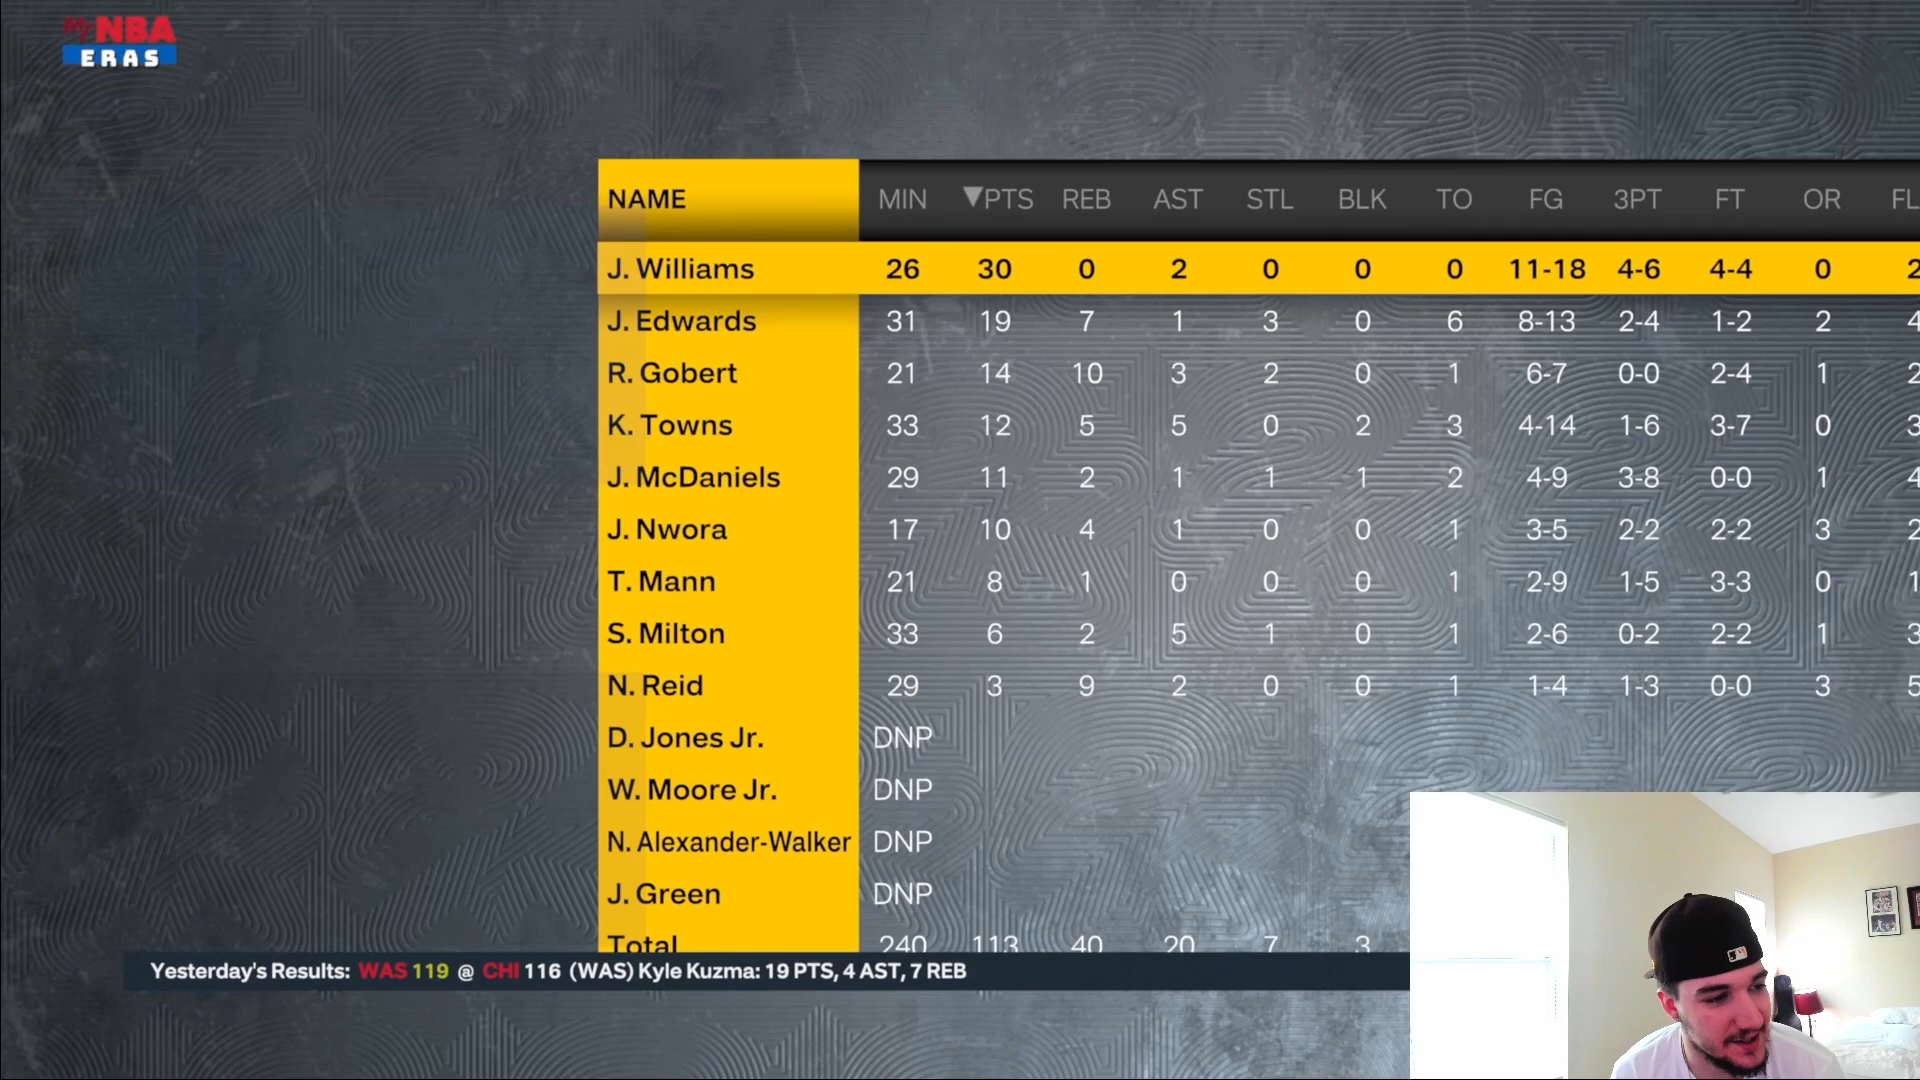 My NBA
ERAS
NAME MIN ▼PTS REB AST STL BLK TO FG 3PT FT OR FL
J. Williams 26 30 0 2 0 0 0 11-18 4-6 4-4 0 2
J. Edwards 31 19 7 1 3 0 6 8-13 2-4 1-2 2 4
R. Gobert 21 14 10 3 2 0 1 6-7 0-0 2-4 1 2
K. Towns 33 12 5 5 0 2 3 4-14 1-6 3-7 0 3
J. McDaniels 29 11 2 1 1 1 2 4-9 3-8 0-0 1 4
J. Nwora 17 10 4 1 0 0 1 3-5 2-2 2-2 3 2
T. Mann 21 8 1 0 0 0 1 2-9 1-5 3-3 0 1
S. Milton 33 6 2 5 1 0 1 2-6 0-2 2-2 1 3
N. Reid 29 3 9 2 0 0 1 1-4 1-3 0-0 3 5
D. Jones Jr. DNP
W. Moore Jr. DNP
N. Alexander-Walker DNP
J. Green DNP
Total 240 113 40 20 7 3
Yesterday's Results: WAS 119 @ CHI 116 (WAS) Kyle Kuzma: 19 PTS, 4 AST, 7 REB